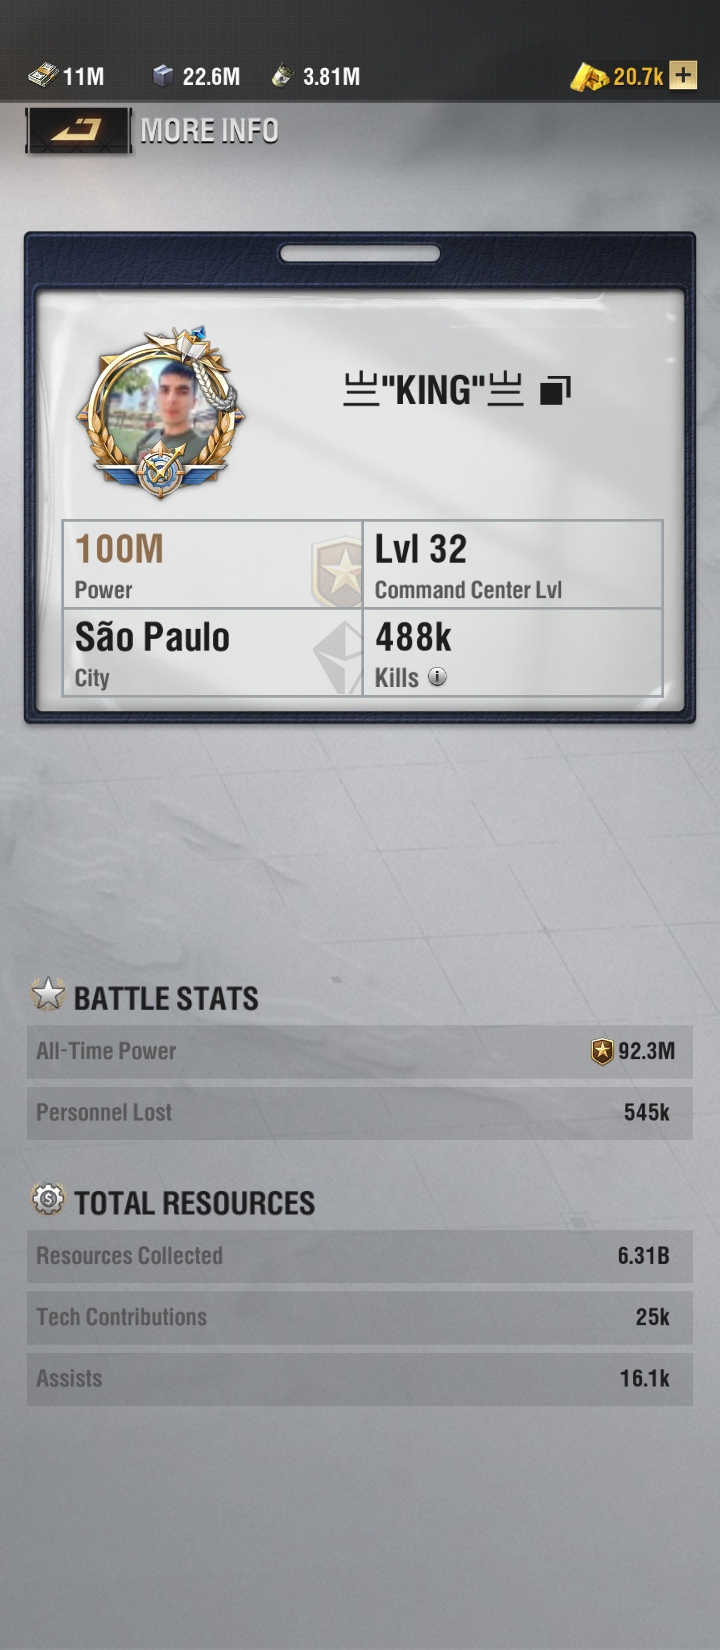 11M 22.6M 3.81M 20.7k +
MORE INFO
亗"KING"亗
100M
Power
Lvl 32
Command Center Lvl
São Paulo
City
488k
Kills i
BATTLE STATS
All-Time Power 92.3M
Personnel Lost 545k
TOTAL RESOURCES
Resources Collected 6.31B
Tech Contributions 25k
Assists 16.1k